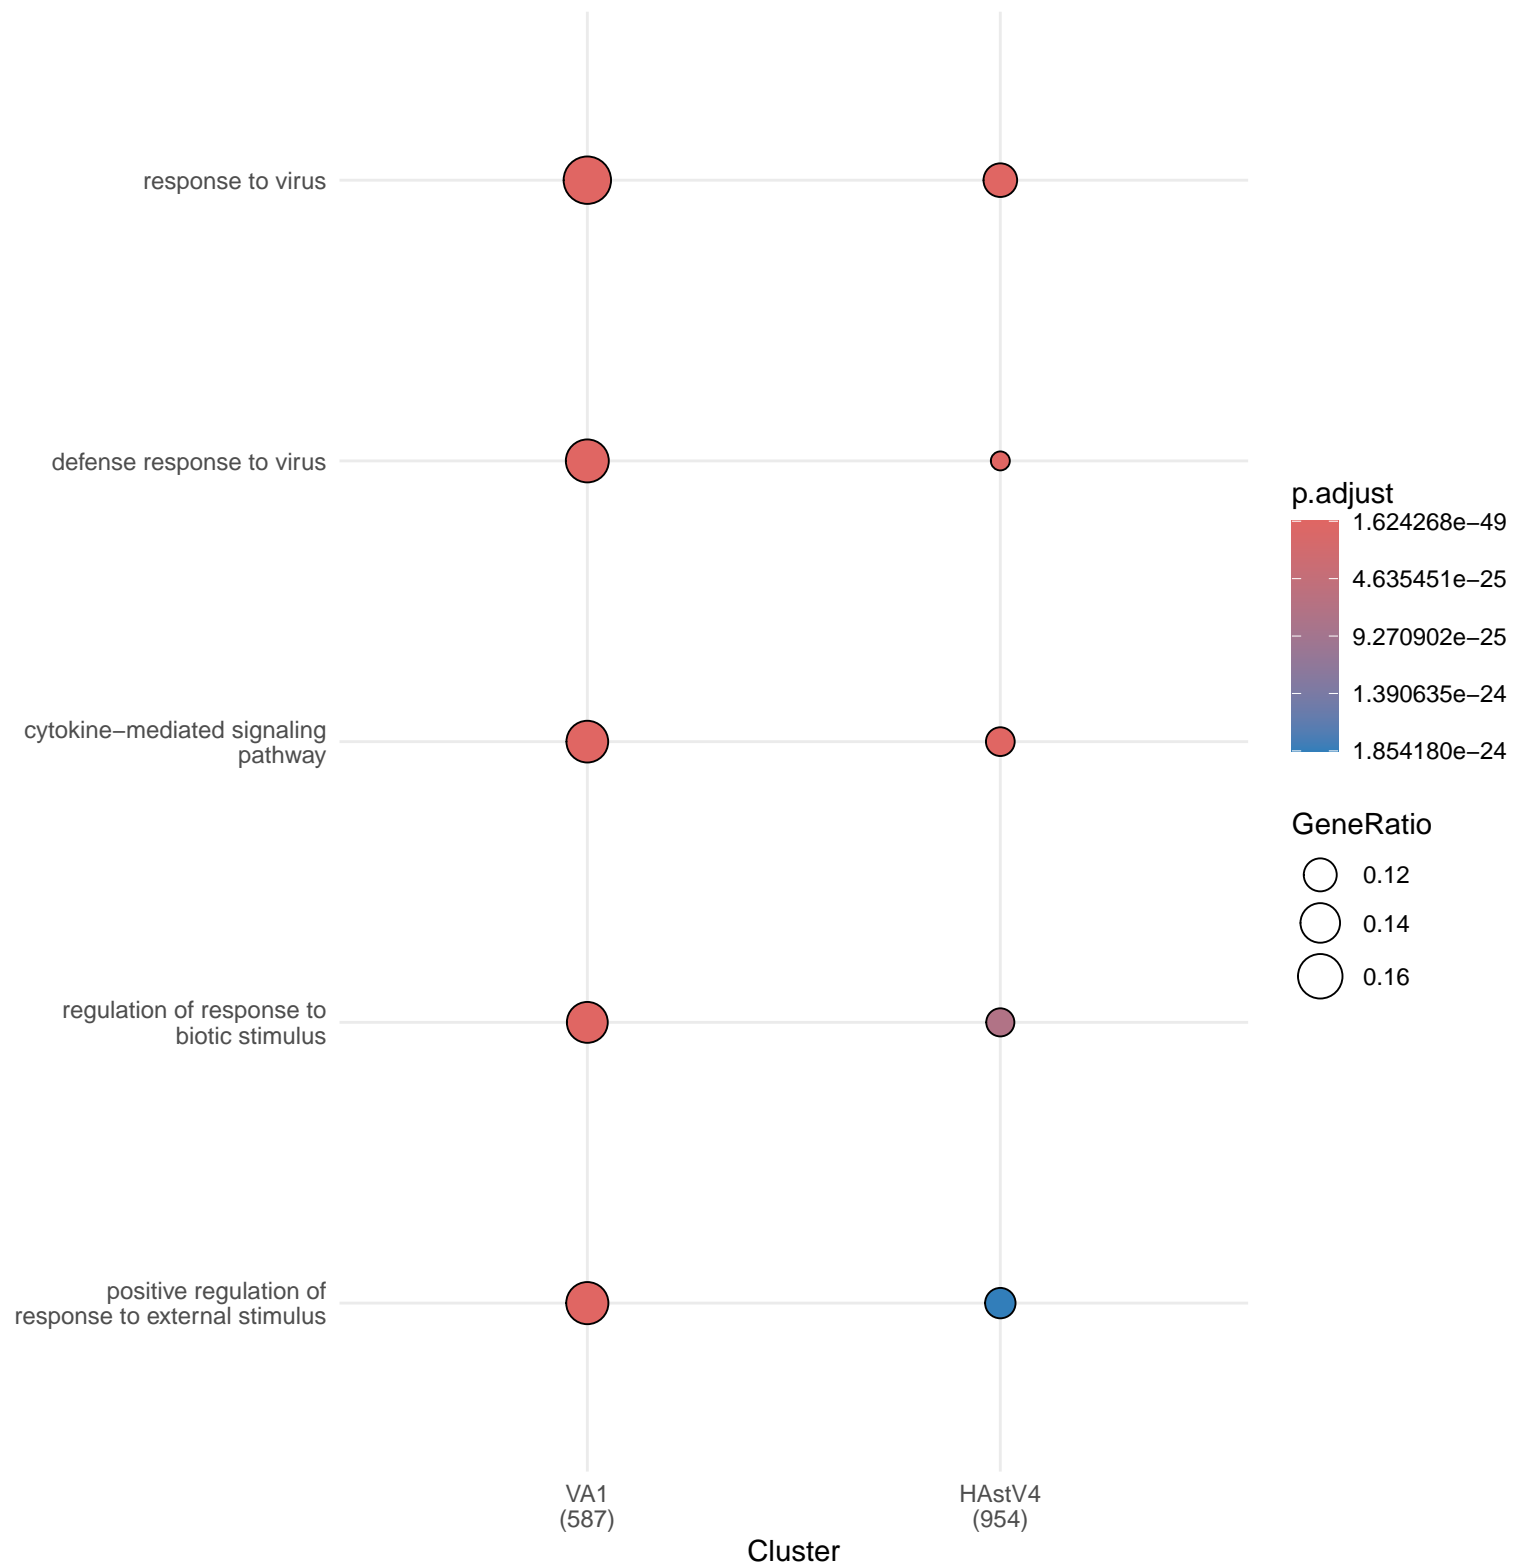 response to virus
defense response to virus
cytokine−mediated signaling
pathway
regulation of response to
biotic stimulus
positive regulation of
response to external stimulus
VA1
(587)
HAstV4
(954)
Cluster
p.adjust
1.624268e−49
4.635451e−25
9.270902e−25
1.390635e−24
1.854180e−24
GeneRatio
0.12
0.14
0.16